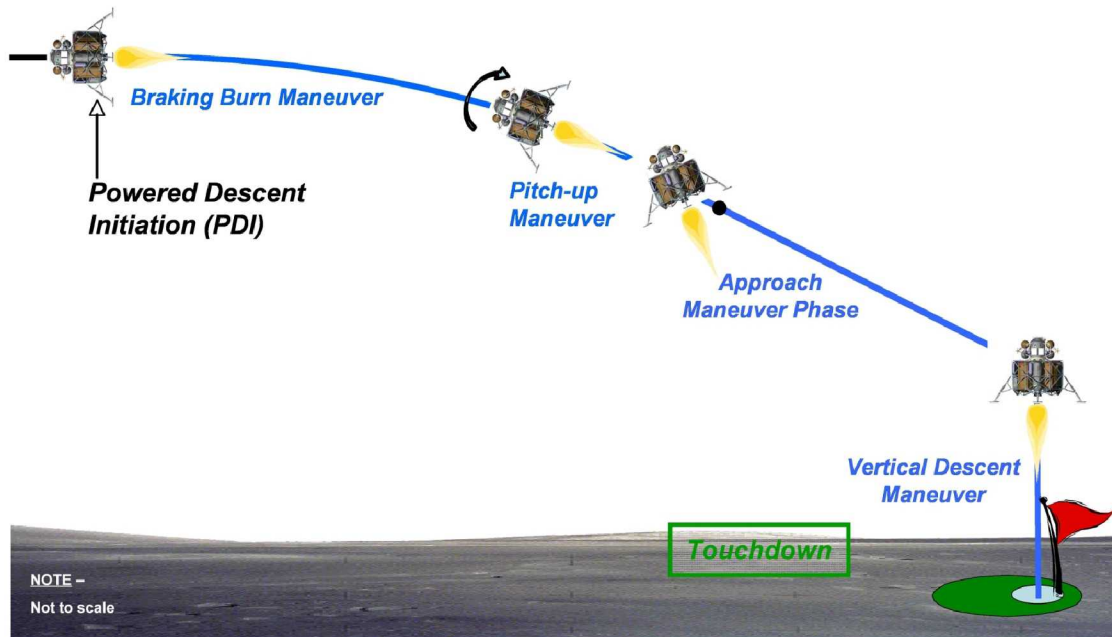 Braking Burn Maneuver
Powered Descent
Initiation (PDI)
Pitch-up
Maneuver
Approach
Maneuver Phase
Vertical Descent
Maneuver
Touchdown
NOTE –
Not to scale